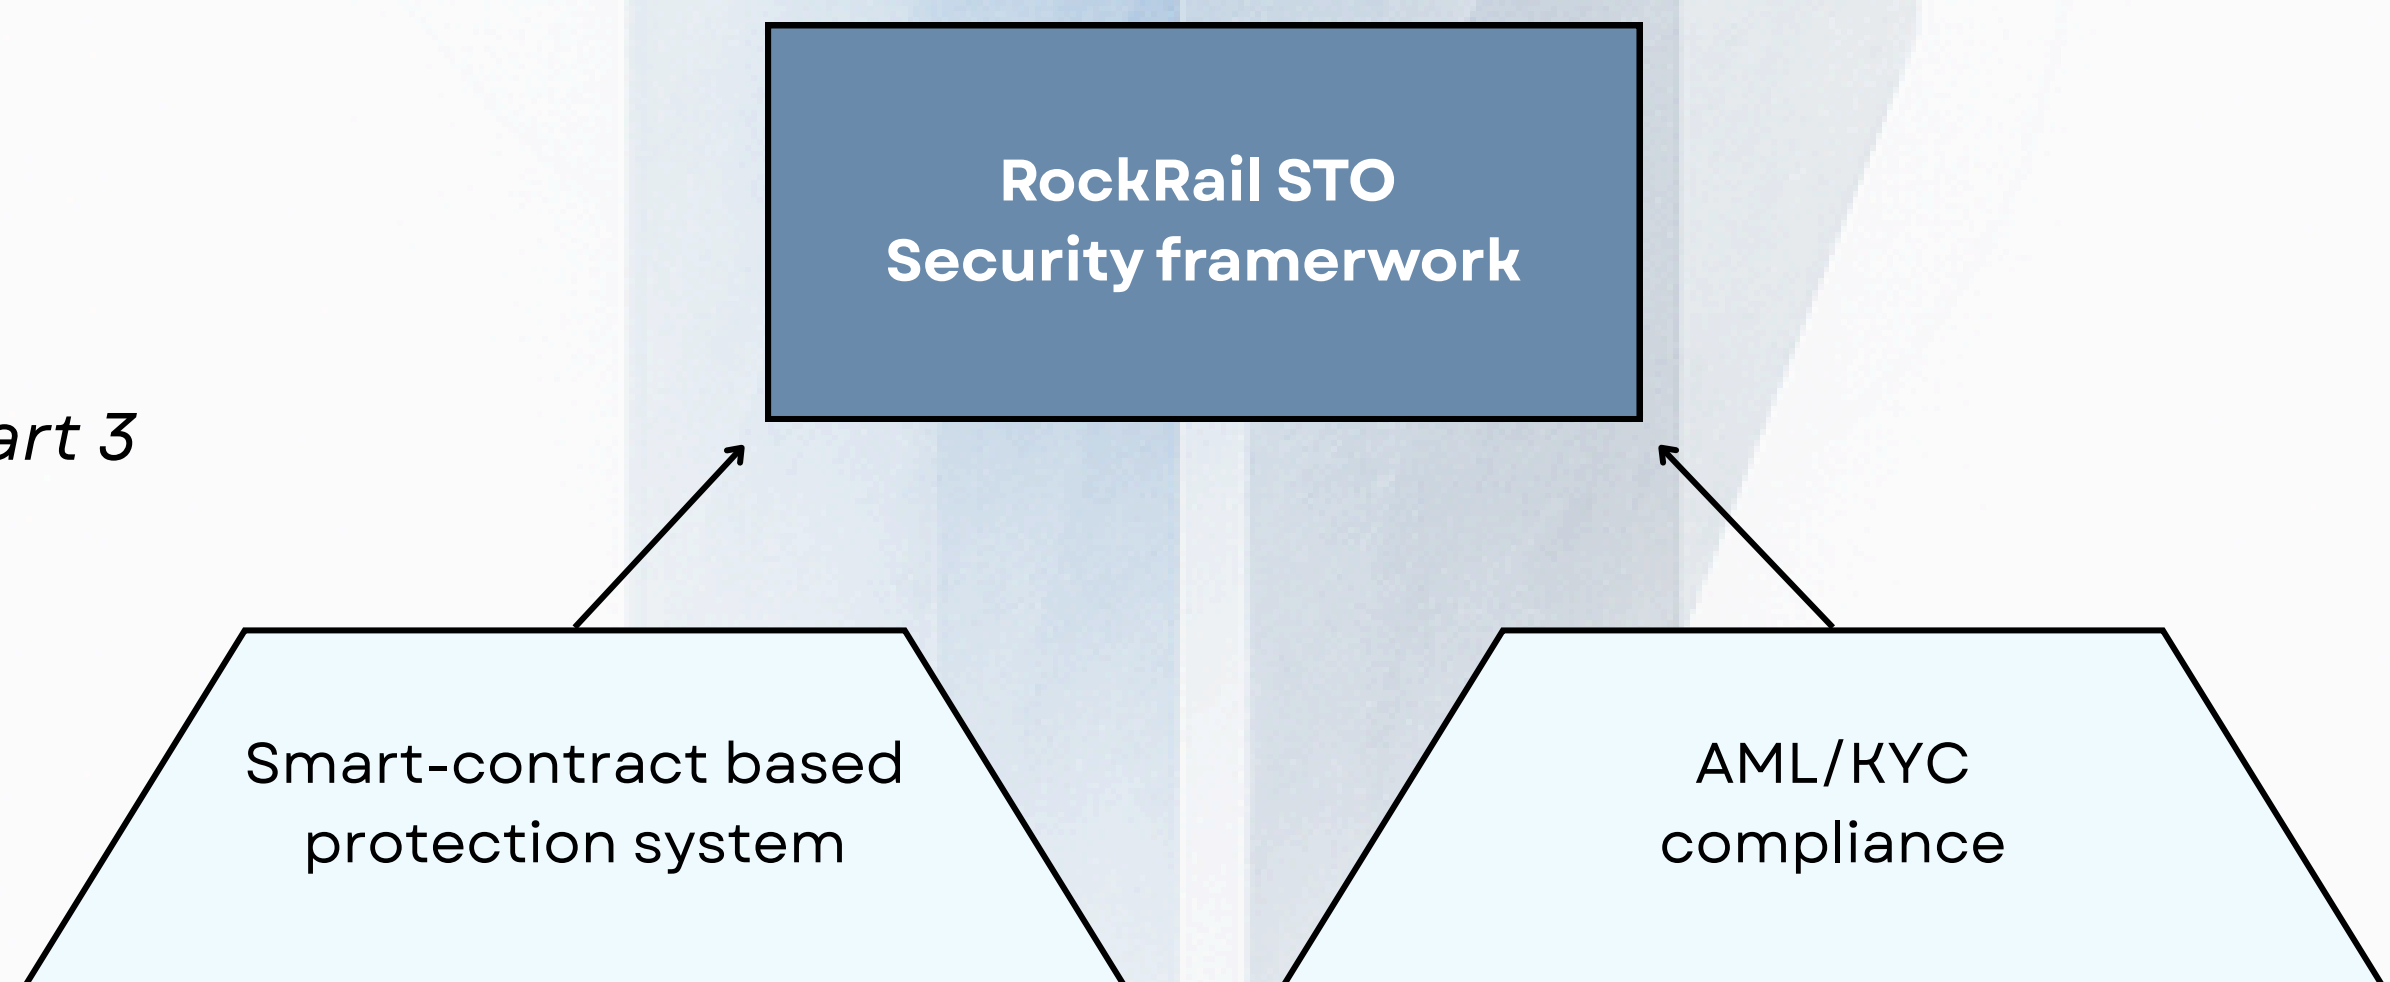 RockRail STO
Security framerwork
art 3
Smart-contract based
protection system
AML/KYC
compliance